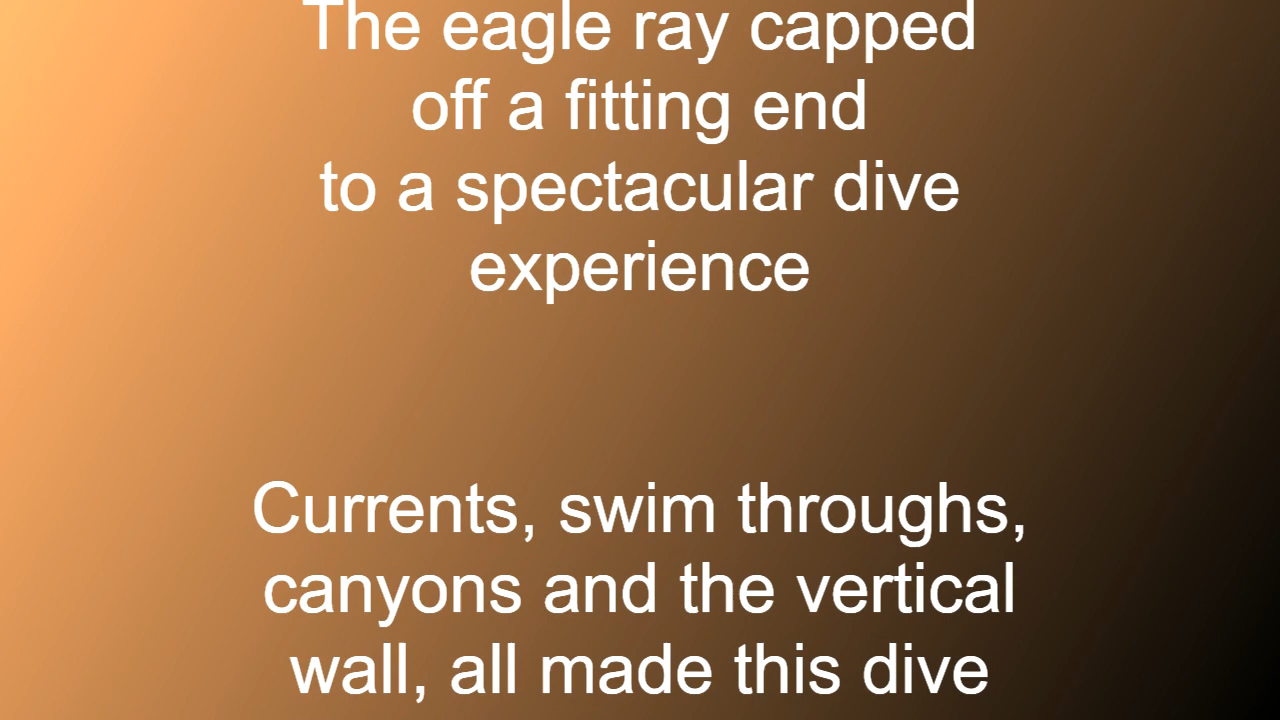 The eagle ray capped
off a fitting end
to a spectacular dive
experience
Currents, swim throughs,
canyons and the vertical
wall, all made this dive